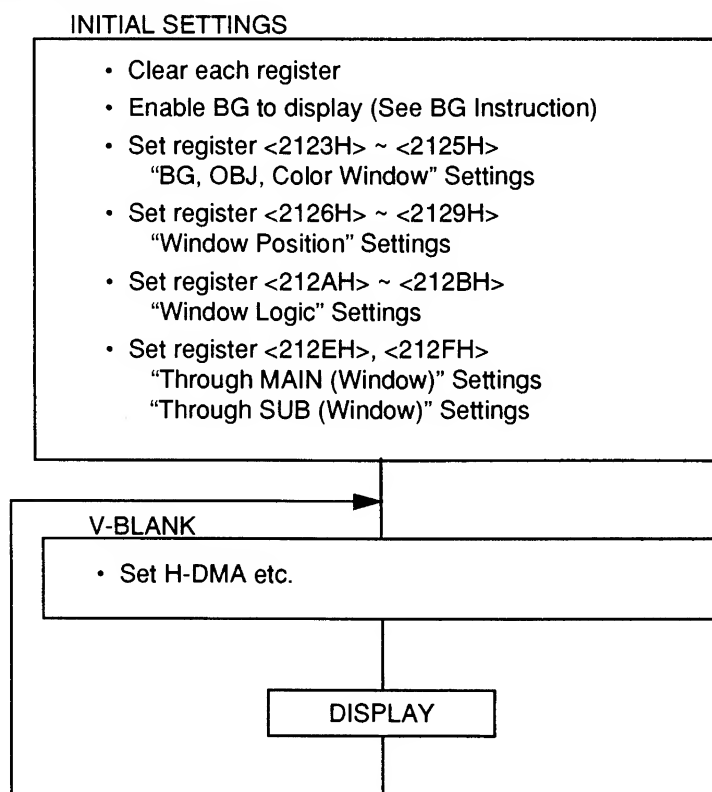 INITIAL SETTINGS
• Clear each register
• Enable BG to display (See BG Instruction)
• Set register <2123H> ~ <2125H>
“BG, OBJ, Color Window” Settings
• Set register <2126H> ~ <2129H>
“Window Position” Settings
• Set register <212AH> ~ <212BH>
“Window Logic” Settings
• Set register <212EH>, <212FH>
“Through MAIN (Window)” Settings
“Through SUB (Window)” Settings
V-BLANK
• Set H-DMA etc.
DISPLAY